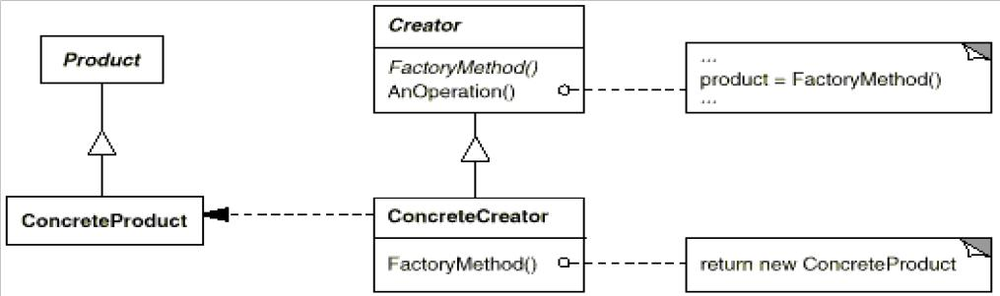 Product
Creator
FactoryMethod()
AnOperation()
...
product = FactoryMethod()
...
ConcreteProduct
ConcreteCreator
FactoryMethod()
return new ConcreteProduct